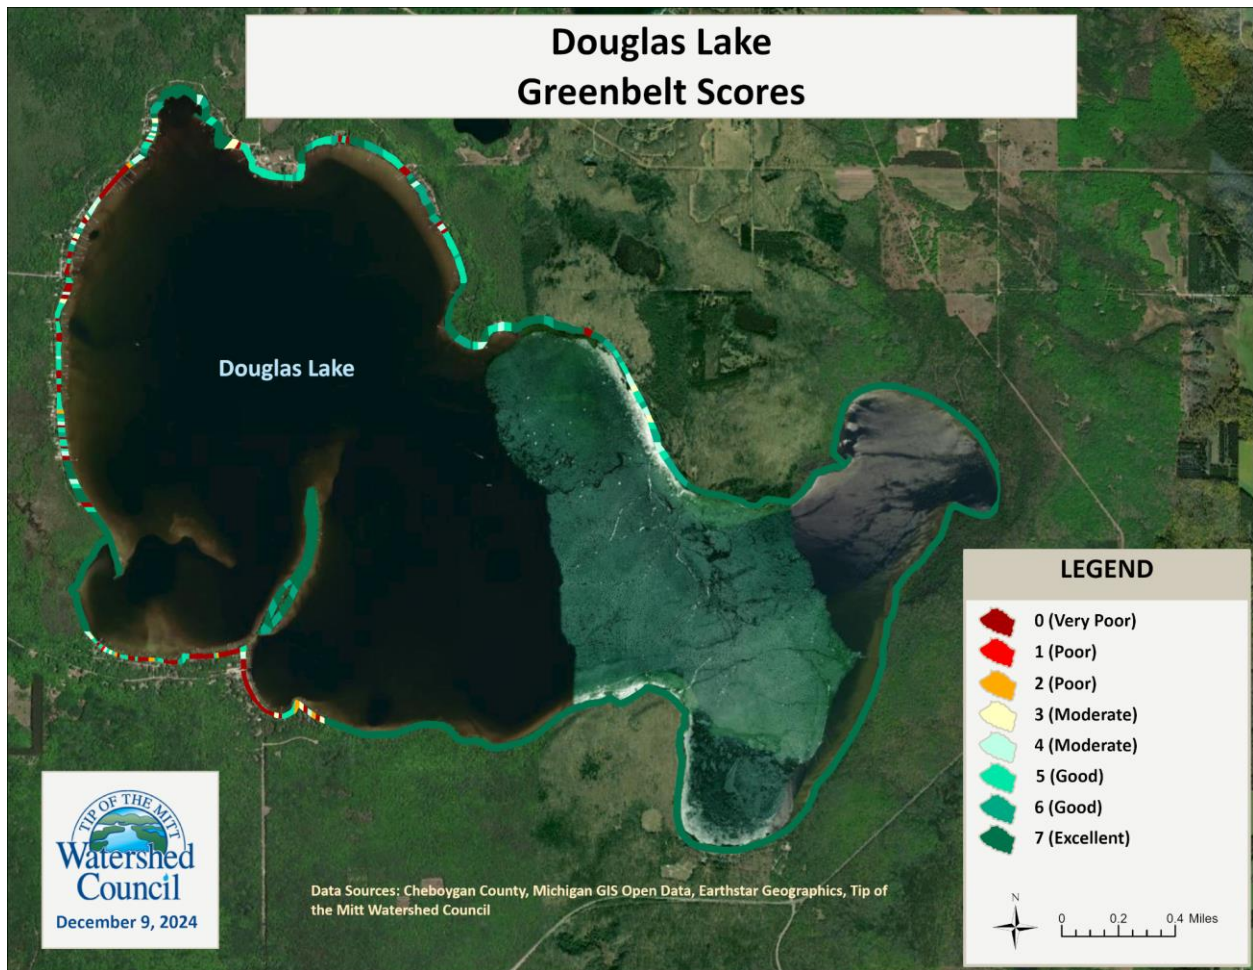 Douglas Lake
Greenbelt Scores
Douglas Lake
LEGEND
0 (Very Poor)
1 (Poor)
2 (Poor)
3 (Moderate)
4 (Moderate)
5 (Good)
6 (Good)
7 (Excellent)
N
0 0.2 0.4 Miles
TIP OF THE MITT
Watershed
Council
December 9, 2024
Data Sources: Cheboygan County, Michigan GIS Open Data, Earthstar Geographics, Tip of
the Mitt Watershed Council